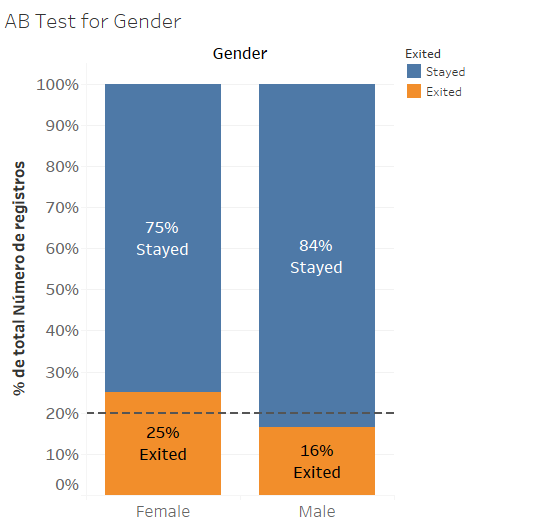 AB Test for Gender
Gender
Exited
Stayed
Exited
% de total Número de registros
100%
90%
80%
70%
60%
50%
40%
30%
20%
10%
0%
75%
Stayed
84%
Stayed
25%
Exited
16%
Exited
Female
Male